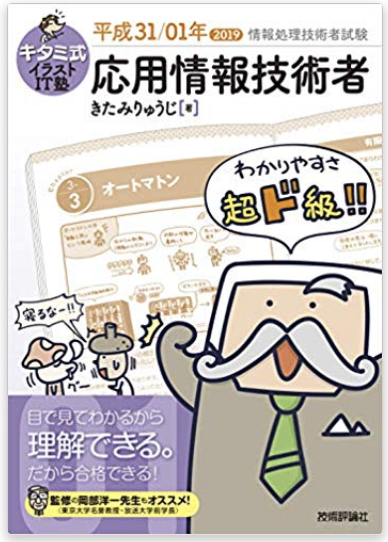 平成31/01年 2019 情報処理技術者試験
キタミ式
イラスト
IT塾
応用情報技術者
きたみりゅうじ[著]
Chapter
3-3 オートマトン
わかりやすさ
超ド級!!
寝るなー!!
グー
目で見てわかるから
理解できる。
だから合格できる!
監修の岡部洋一先生もオススメ!
(東京大学名誉教授・放送大学前学長)
技術評論社